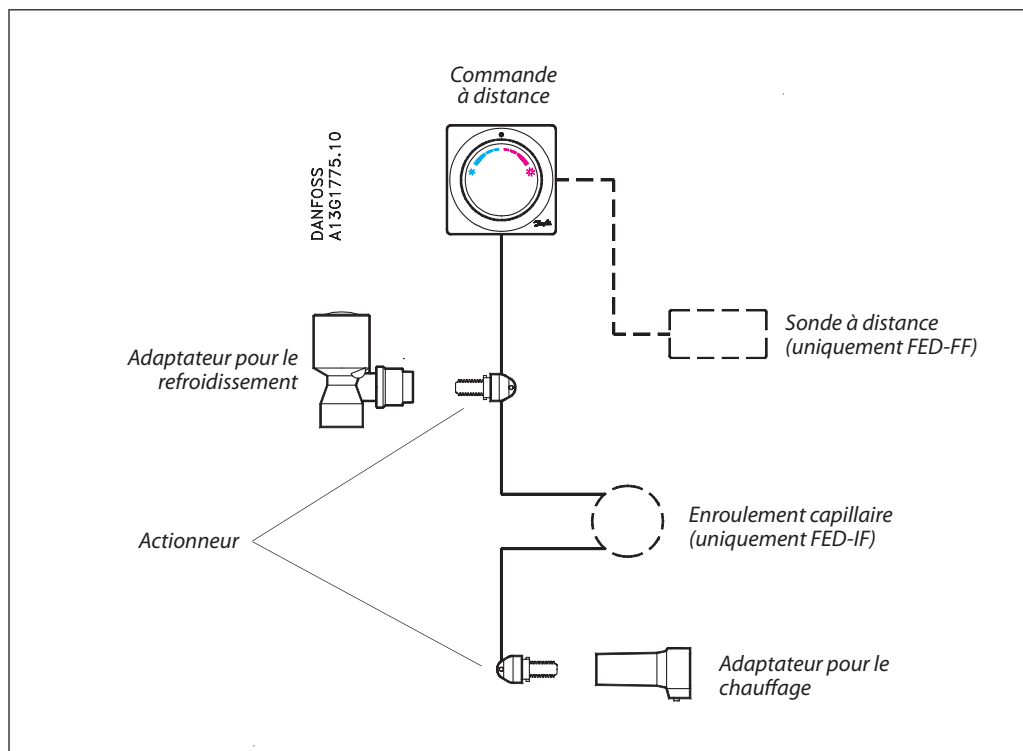 Commande
à distance
DANFOSS
A13G1775.10
Danfoss
Sonde à distance
(uniquement FED-FF)
Adaptateur pour le
refroidissement
Enroulement capillaire
(uniquement FED-IF)
Actionneur
Adaptateur pour le
chauffage